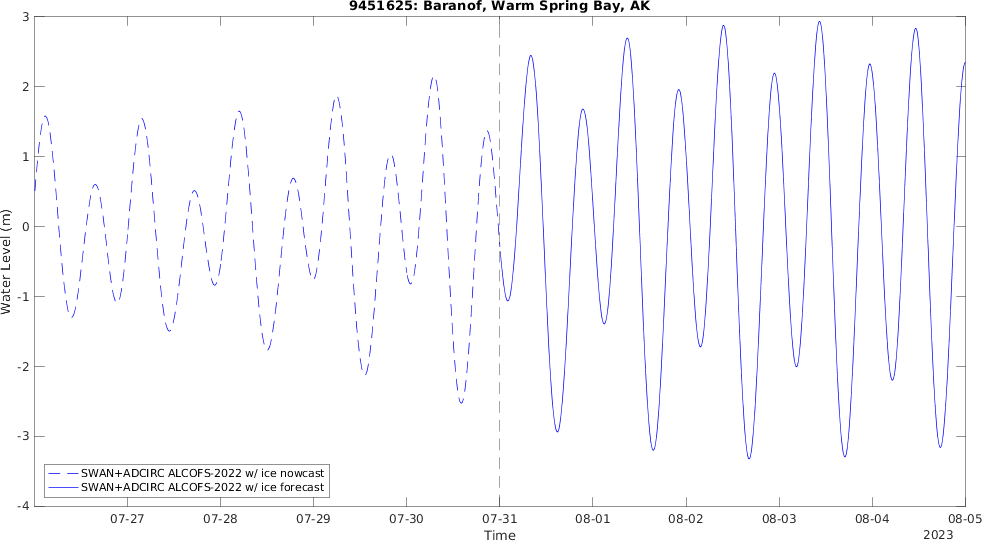 9451625: Baranof, Warm Spring Bay, AK
3
2
1
0
-1
-2
-3
-4
Water Level (m)
SWAN+ADCIRC ALCOFS-2022 w/ ice nowcast
SWAN+ADCIRC ALCOFS-2022 w/ ice forecast
07-27 07-28 07-29 07-30 07-31 08-01 08-02 08-03 08-04 08-05
Time
2023